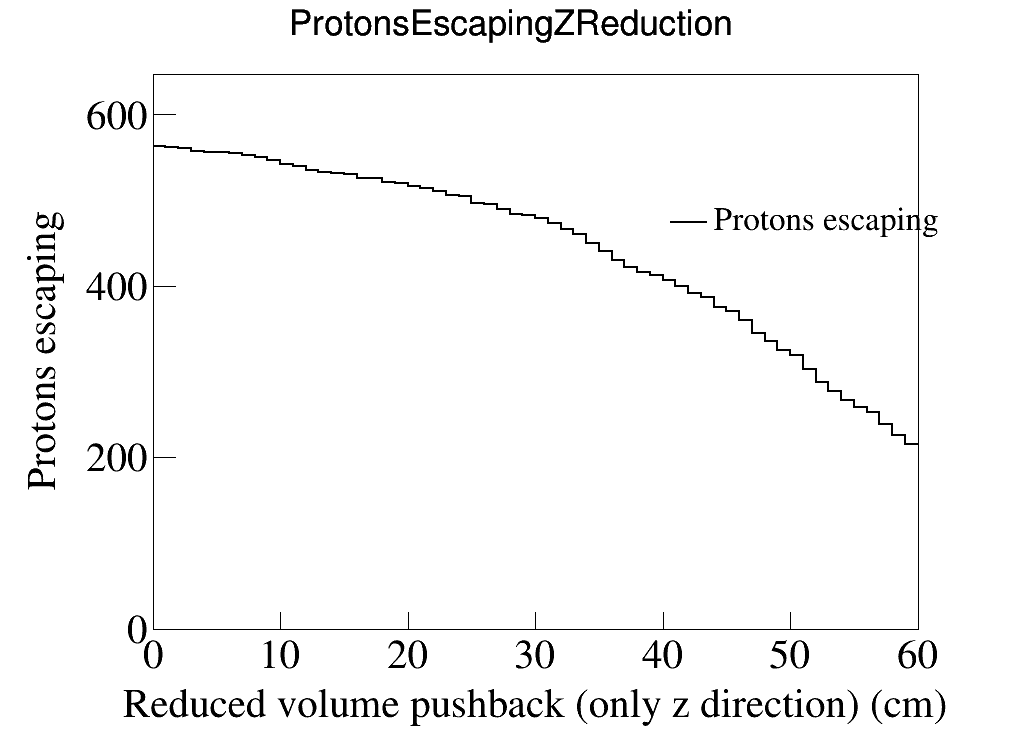 ProtonsEscapingZReduction
600
400
200
0
Protons escaping
Protons escaping
0 10 20 30 40 50 60
Reduced volume pushback (only z direction) (cm)